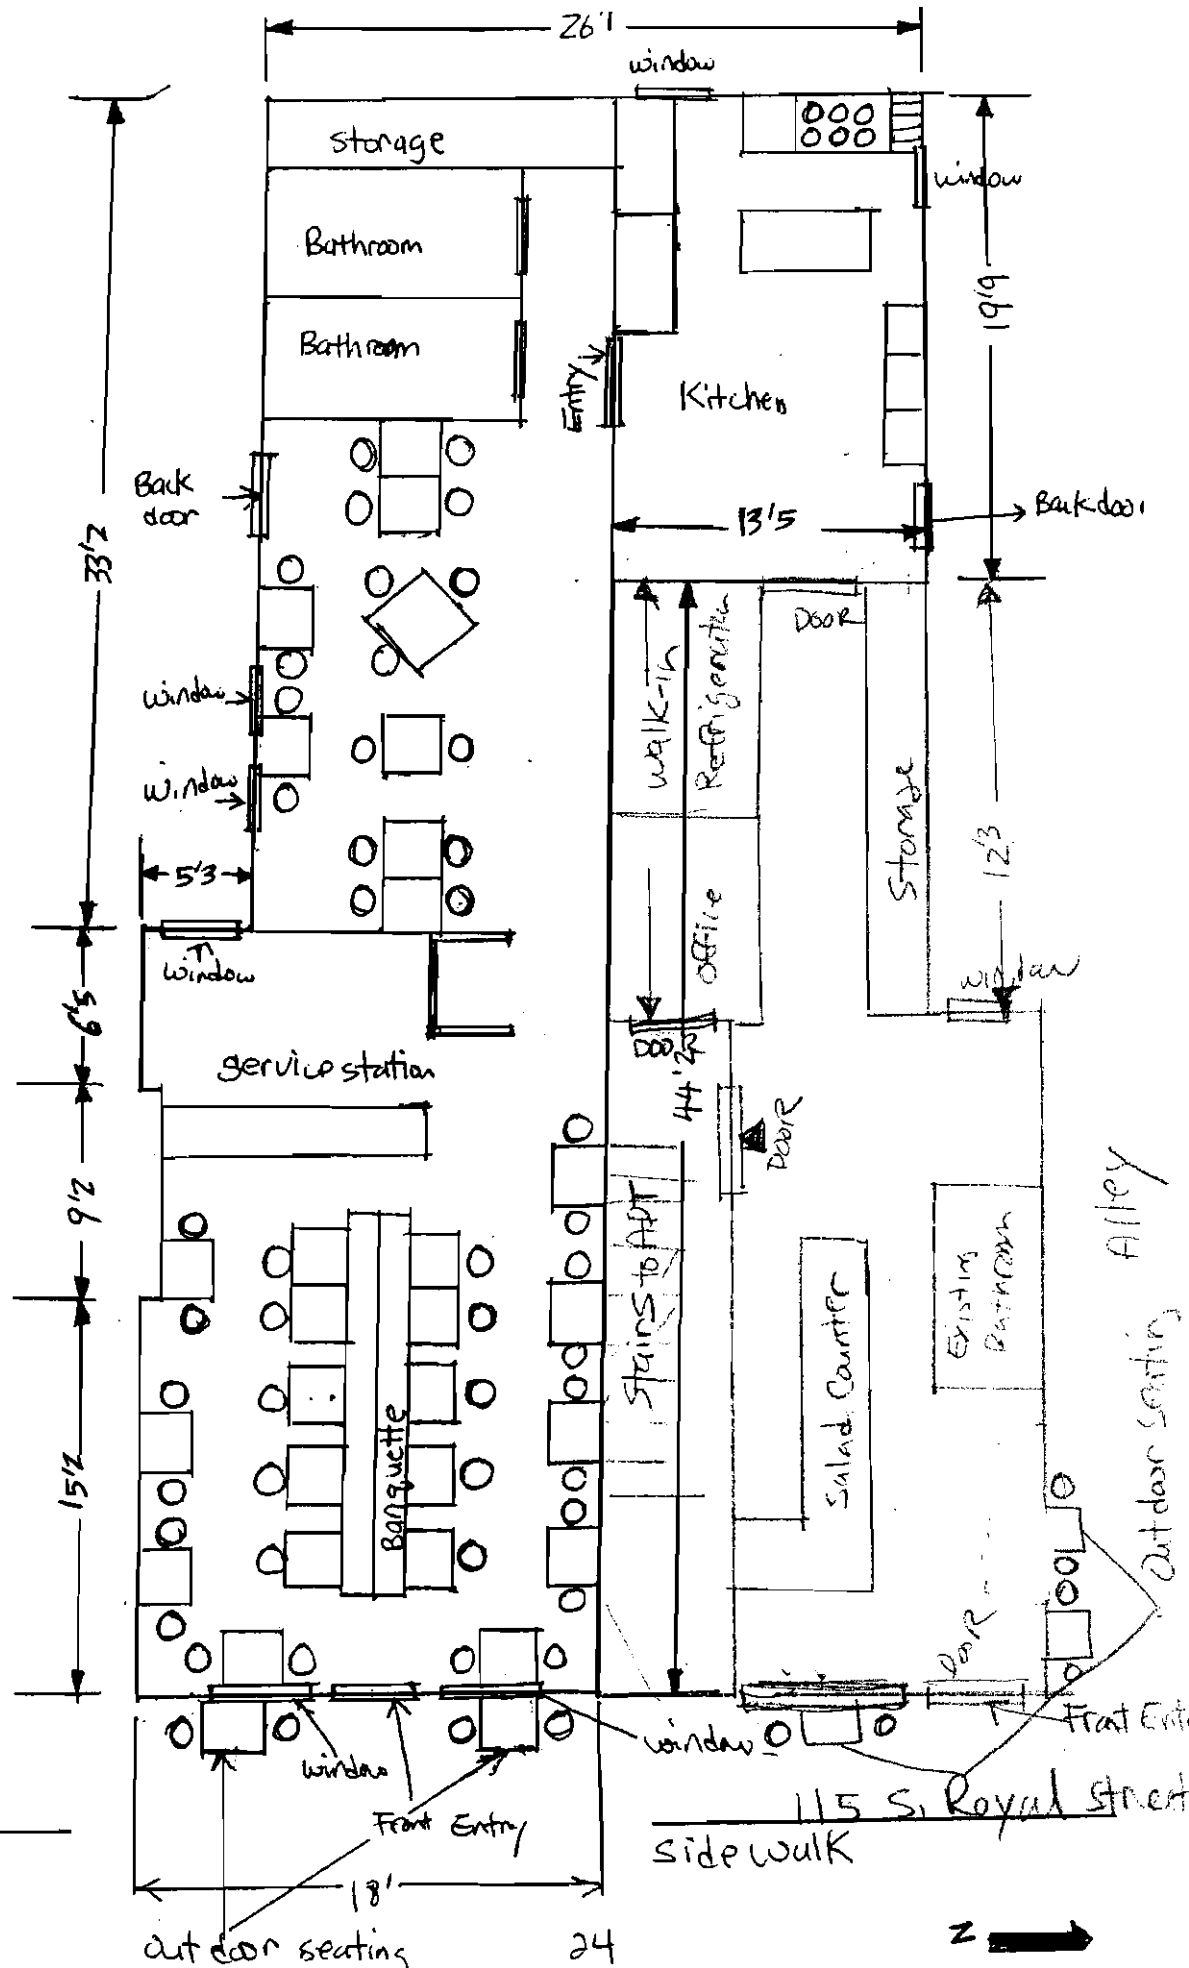 26'1
window
storage
window
Bathroom
19'9
Bathroom
Entry
Kitchen
Back
door
13'5
Back door
33'2
DOOR
Walk-in
Refrigeration
window
window
Storage
12'3
5'3
office
window
window
6'5
DOOR
service station
44'2
DOOR
9'2
Stairs to APT
Alley
Existing
Bathroom
Salad Counter
Outdoor Seating
Banquette
15'2
DOOR
window
window
Front Entry
Front Entry
115 S. Royal Street
side walk
18'
outdoor seating
24
Z